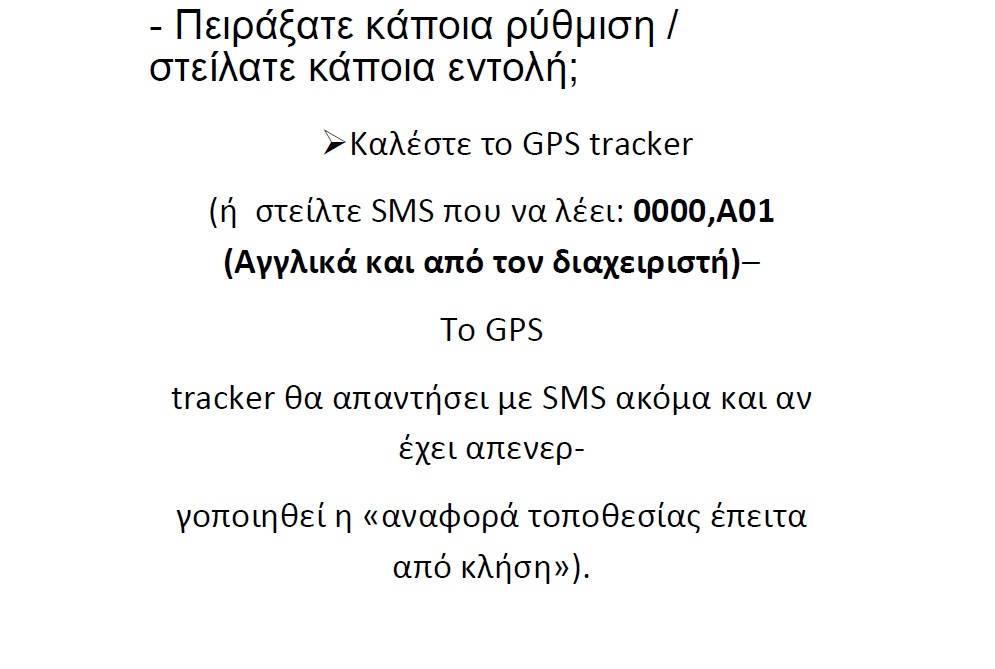 - Πειράξατε κάποια ρύθμιση /
στείλατε κάποια εντολή;
➢Καλέστε το GPS tracker
(ή στείλτε SMS που να λέει: 0000,A01
(Αγγλικά και από τον διαχειριστή)–
Το GPS
tracker θα απαντήσει με SMS ακόμα και αν
έχει απενερ-
γοποιηθεί η «αναφορά τοποθεσίας έπειτα
από κλήση»).